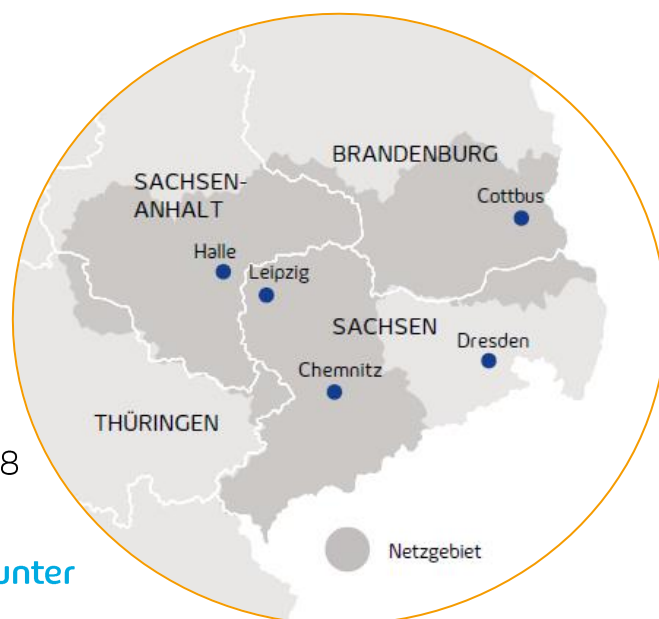 BRANDENBURG
SACHSEN-
ANHALT
Cottbus
Halle
Leipzig
SACHSEN
Dresden
Chemnitz
THÜRINGEN
8
Netzgebiet
unter